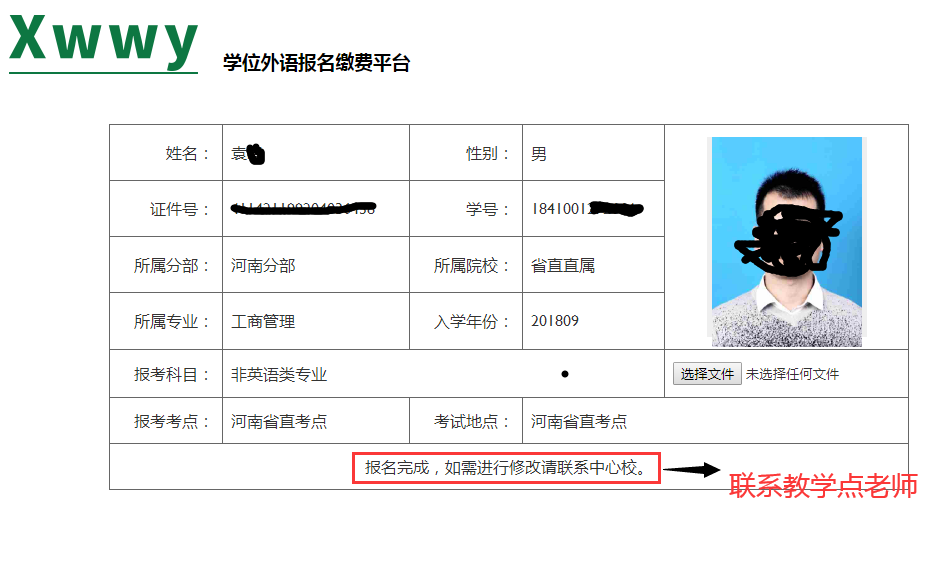 Xwwy 学位外语报名缴费平台
姓名： 袁 性别： 男
证件号： 学号： 1841001
所属分部： 河南分部 所属院校： 省直直属
所属专业： 工商管理 入学年份： 201809
报考科目： 非英语类专业 选择文件 未选择任何文件
报考考点： 河南省直考点 考试地点： 河南省直考点
报名完成，如需进行修改请联系中心校。
联系教学点老师